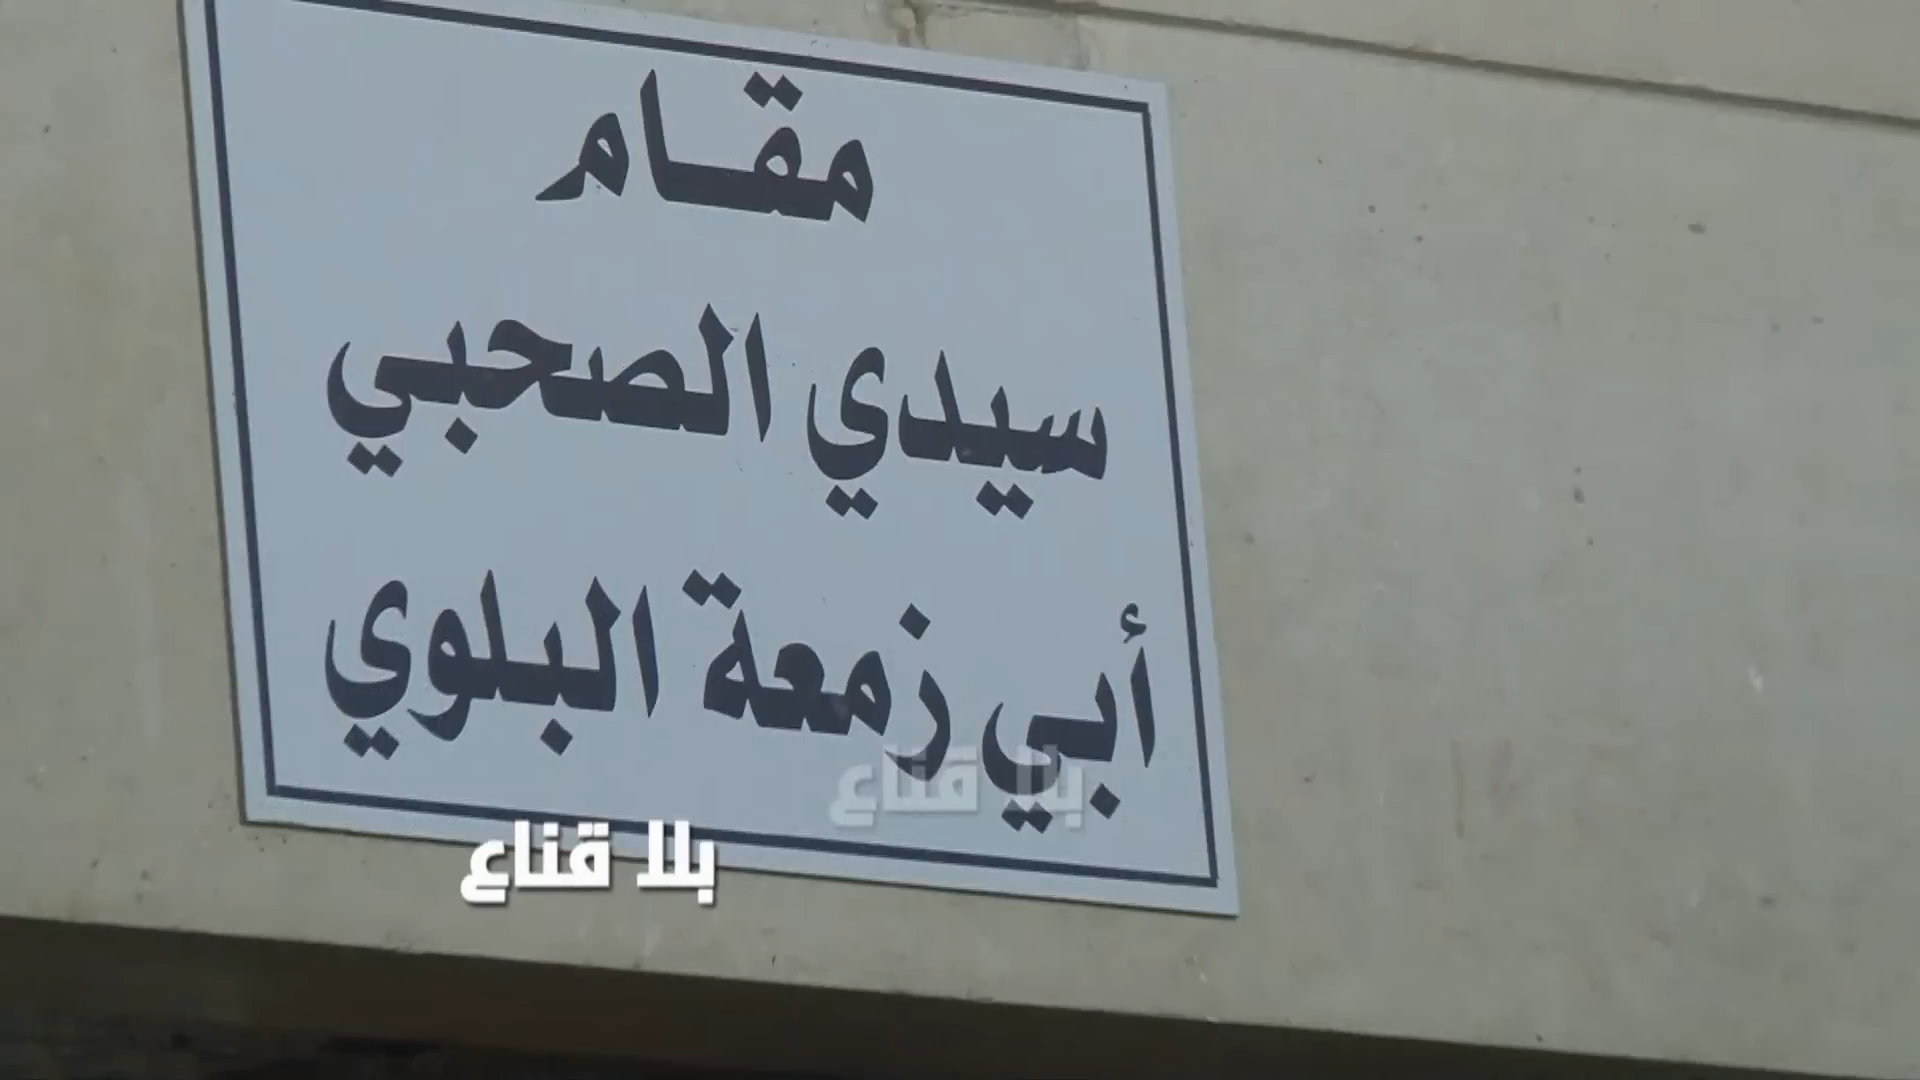 مقام
سيدي الصحبي
أبي زمعة البلوي
بلا قناع
بلا قناع